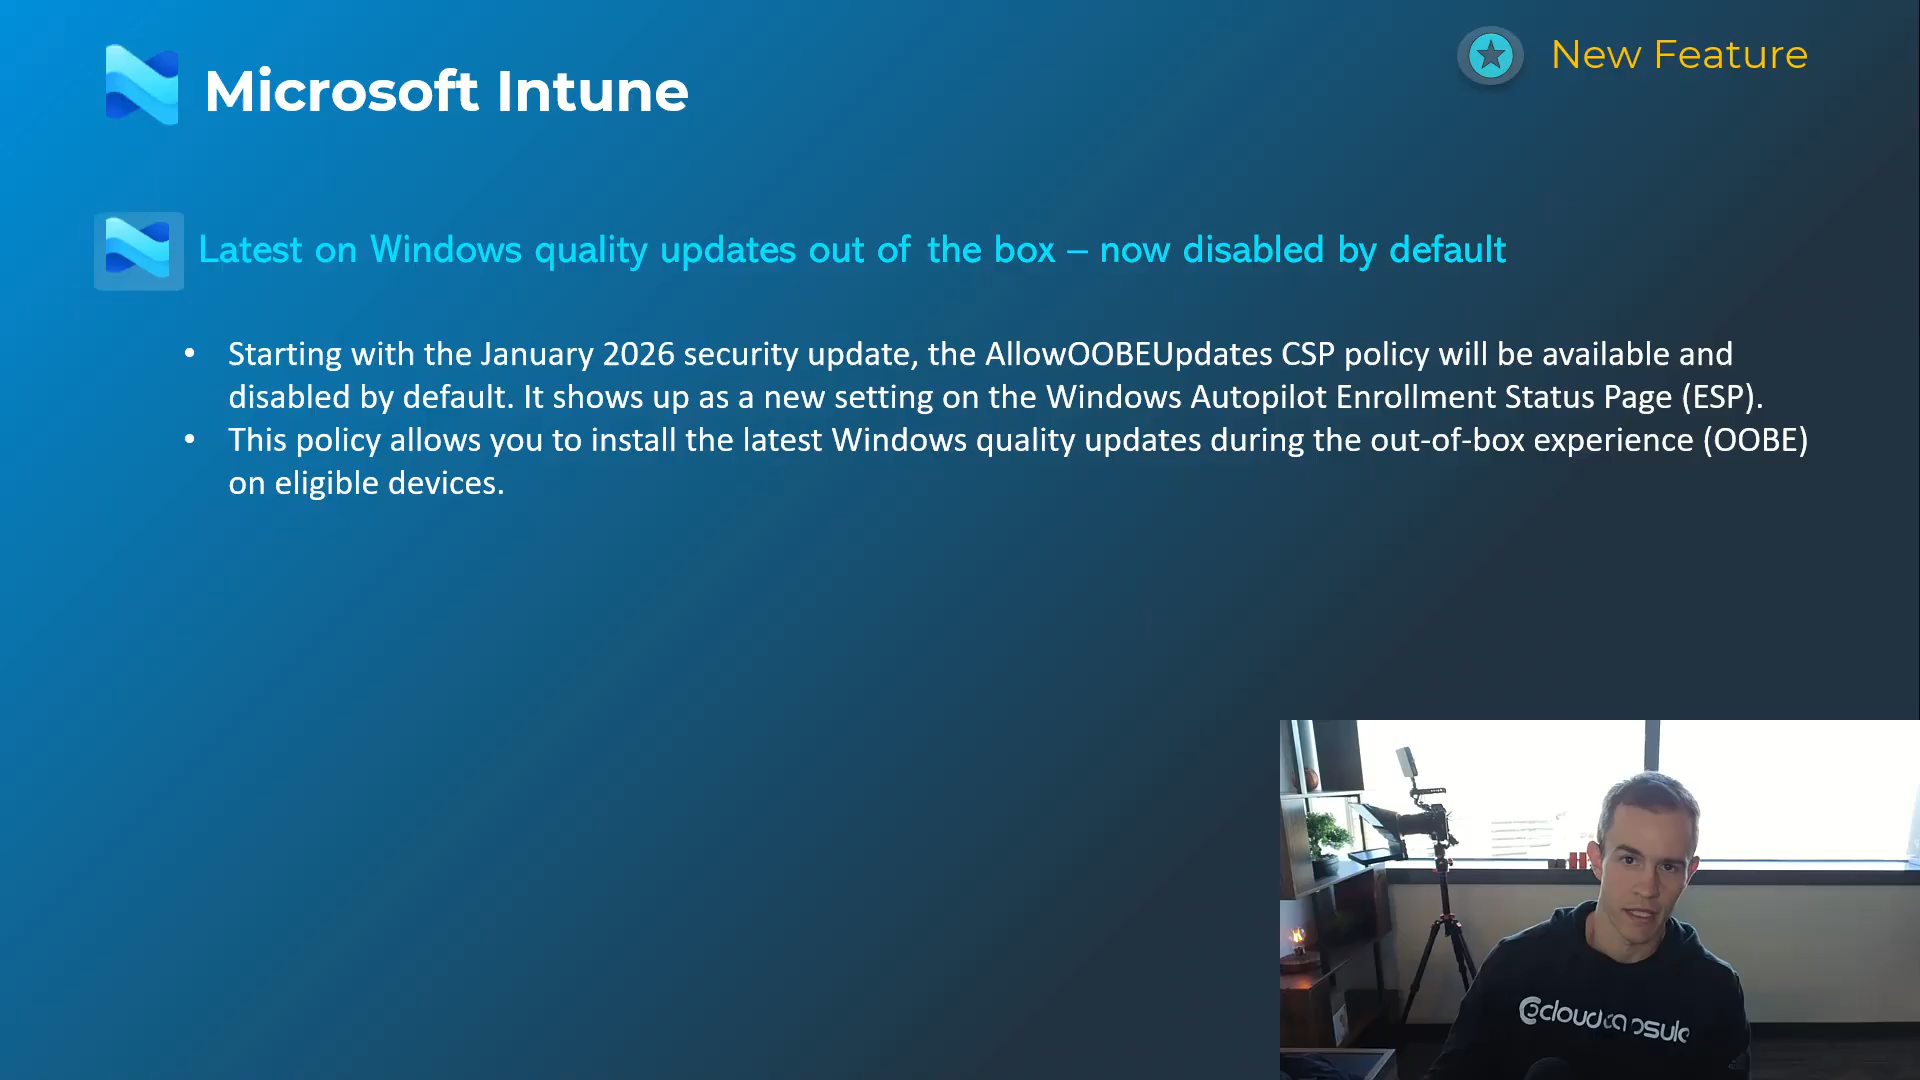 Microsoft Intune
New Feature
Latest on Windows quality updates out of the box – now disabled by default
• Starting with the January 2026 security update, the AllowOOBEUpdates CSP policy will be available and
disabled by default. It shows up as a new setting on the Windows Autopilot Enrollment Status Page (ESP).
• This policy allows you to install the latest Windows quality updates during the out-of-box experience (OOBE)
on eligible devices.
cloudcapsule